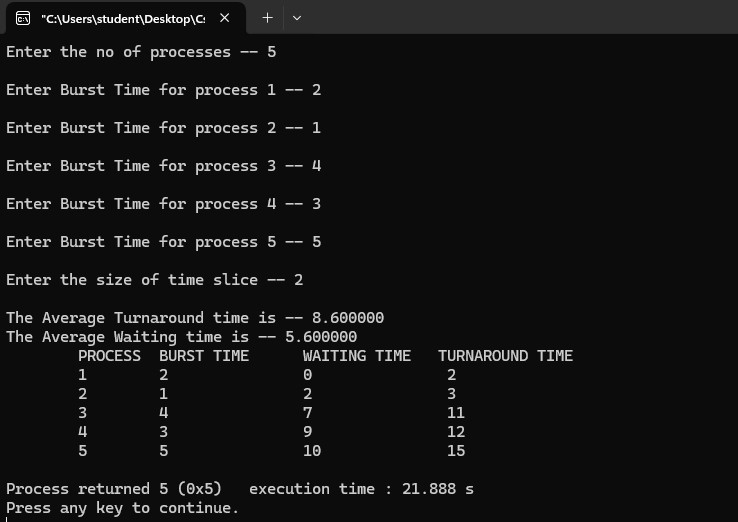 "C:\Users\student\Desktop\C:
Enter the no of processes -- 5
Enter Burst Time for process 1 -- 2
Enter Burst Time for process 2 -- 1
Enter Burst Time for process 3 -- 4
Enter Burst Time for process 4 -- 3
Enter Burst Time for process 5 -- 5
Enter the size of time slice -- 2
The Average Turnaround time is -- 8.600000
The Average Waiting time is -- 5.600000
PROCESS BURST TIME WAITING TIME TURNAROUND TIME
1 2 0 2
2 1 2 3
3 4 7 11
4 3 9 12
5 5 10 15
Process returned 5 (0x5) execution time : 21.888 s
Press any key to continue.